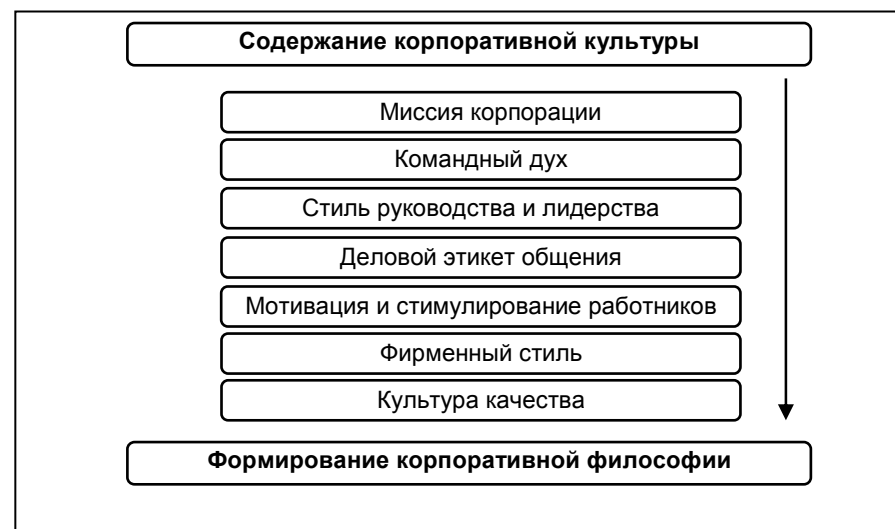 Содержание корпоративной культуры
Миссия корпорации
Командный дух
Стиль руководства и лидерства
Деловой этикет общения
Мотивация и стимулирование работников
Фирменный стиль
Культура качества
Формирование корпоративной философии